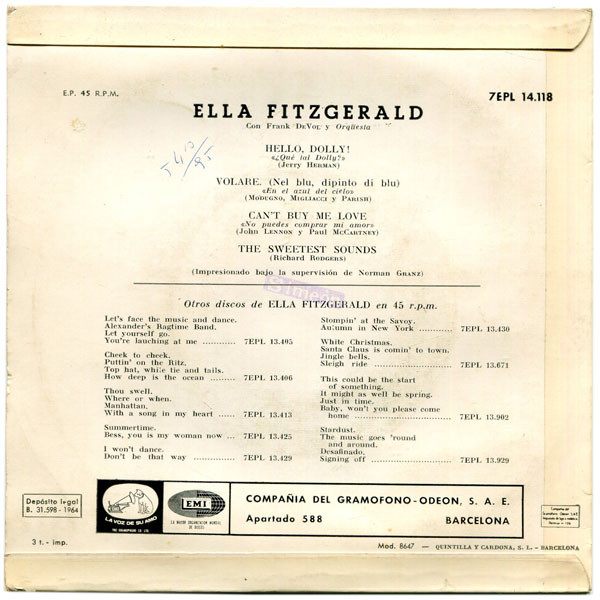 E.P. 45 R.P.M.
7EPL 14.118
ELLA FITZGERALD
Con Frank DeVol y Orqüesta
HELLO, DOLLY!
«¿Qué tal Dolly?»
(Jerry Herman)
VOLARE. (Nel blu, dipinto di blu)
«En el azul del cielo»
(Modugno, Migliacci y Parish)
CAN'T BUY ME LOVE
«No puedes comprar mi amor»
(John Lennon y Paul McCartney)
THE SWEETEST SOUNDS
(Richard Rodgers)
(Impresionado bajo la supervisión de Norman Granz)
Otros discos de ELLA FITZGERALD en 45 r.p.m.
Let's face the music and dance.
Alexander's Ragtime Band.
Let yourself go.
You're lauching at me ........... 7EPL 13.405
Cheek to cheek.
Puttin' on the Ritz.
Top hat, while tie and tails.
How deep is the ocean ......... 7EPL 13.406
Thou swell.
Where or when.
Manhattan.
With a song in my heart ...... 7EPL 13.413
Summertime.
Bess, you is my woman now ... 7EPL 13.425
I won't dance.
Don't be that way ............ 7EPL 13.429
Stompin' at the Savoy.
Autumn in New York ............ 7EPL 13.430
White Christmas.
Santa Claus is comin' to town.
Jingle bells.
Sleigh ride ........................ 7EPL 13.671
This could be the start
of something.
It might as well be spring.
Just in time.
Baby, won't you please come
home ........................ 7EPL 13.902
Stardust.
The music goes 'round
and around.
Desafinado.
Signing off ........................ 7EPL 13.929
Depósito legal
B. 31.598 - 1964
LA VOZ DE SU AMO
EMI
COMPAÑIA DEL GRAMOFONO-ODEON, S. A. E.
Apartado 588 BARCELONA
3 t. - imp.
Mod. 8647 — QUINTILLA Y CARDONA, S. L. - BARCELONA